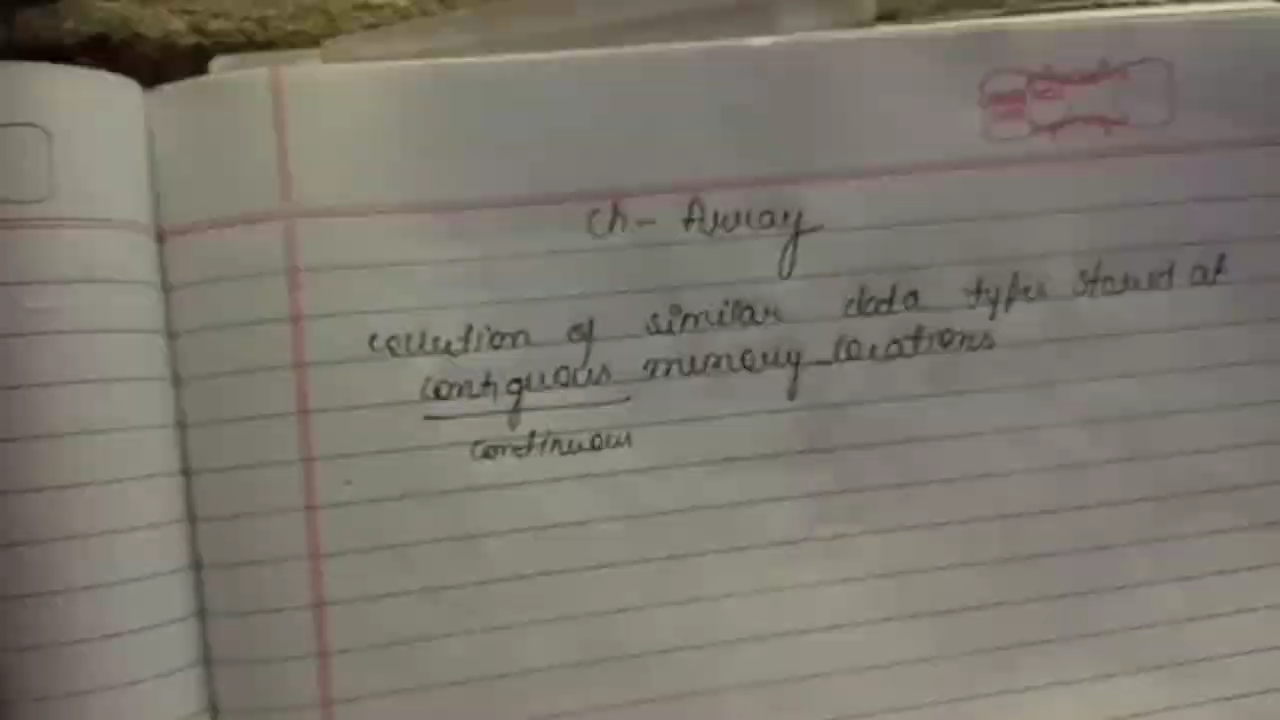 Ch- Array
collection of similar data types stored at
contiguous memory locations
continuous